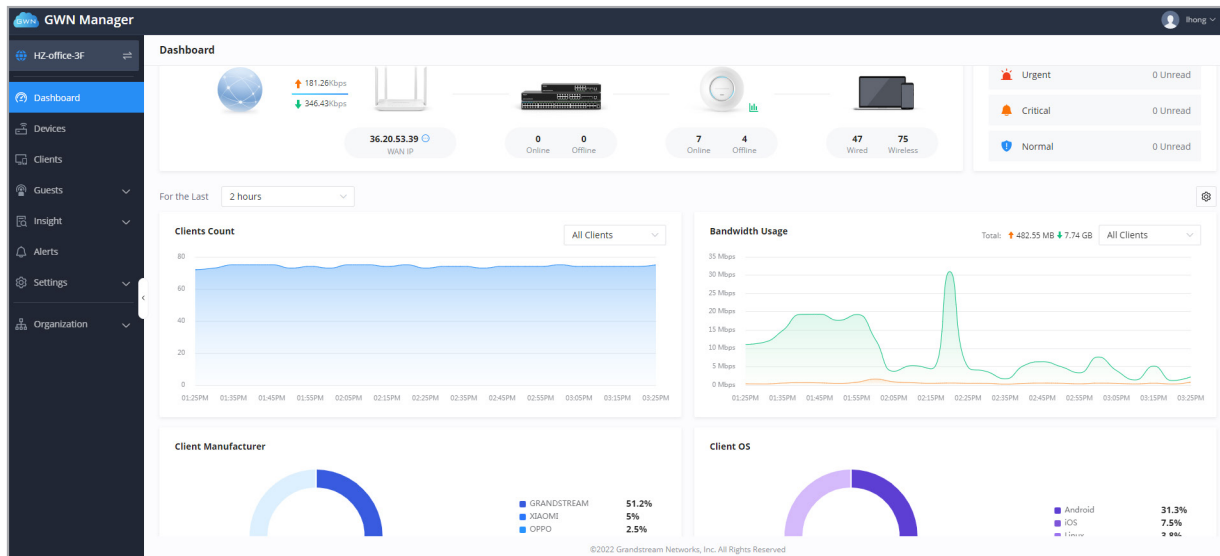 GWN GWN Manager
lhong
HZ-office-3F
Dashboard
Devices
Clients
Guests
Insight
Alerts
Settings
Organization
Dashboard
181.26Kbps
346.43Kbps
36.20.53.39
WAN IP
0 0
Online Offline
7 4
Online Offline
47 75
Wired Wireless
Urgent 0 Unread
Critical 0 Unread
Normal 0 Unread
For the Last 2 hours
Clients Count All Clients
80
60
40
20
0
01:25PM 01:35PM 01:45PM 01:55PM 02:05PM 02:15PM 02:25PM 02:35PM 02:45PM 02:55PM 03:05PM 03:15PM 03:25PM
Bandwidth Usage Total: 482.55 MB 7.74 GB All Clients
35 Mbps
30 Mbps
25 Mbps
20 Mbps
15 Mbps
10 Mbps
5 Mbps
0 Mbps
01:25PM 01:35PM 01:45PM 01:55PM 02:05PM 02:15PM 02:25PM 02:35PM 02:45PM 02:55PM 03:05PM 03:15PM 03:25PM
Client Manufacturer
GRANDSTREAM 51.2%
XIAOMI 5%
OPPO 2.5%
Client OS
Android 31.3%
iOS 7.5%
Linux 3.8%
©2022 Grandstream Networks, Inc. All Rights Reserved